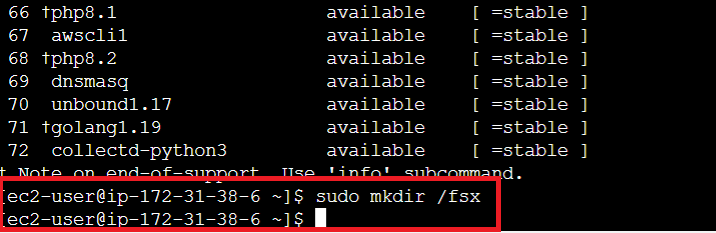 66 †php8.1 available [ =stable ]
67 awscli1 available [ =stable ]
68 †php8.2 available [ =stable ]
69 dnsmasq available [ =stable ]
70 unbound1.17 available [ =stable ]
71 †golang1.19 available [ =stable ]
72 collectd-python3 available [ =stable ]
† Note on end-of-support. Use 'info' subcommand.
[ec2-user@ip-172-31-38-6 ~]$ sudo mkdir /fsx
[ec2-user@ip-172-31-38-6 ~]$